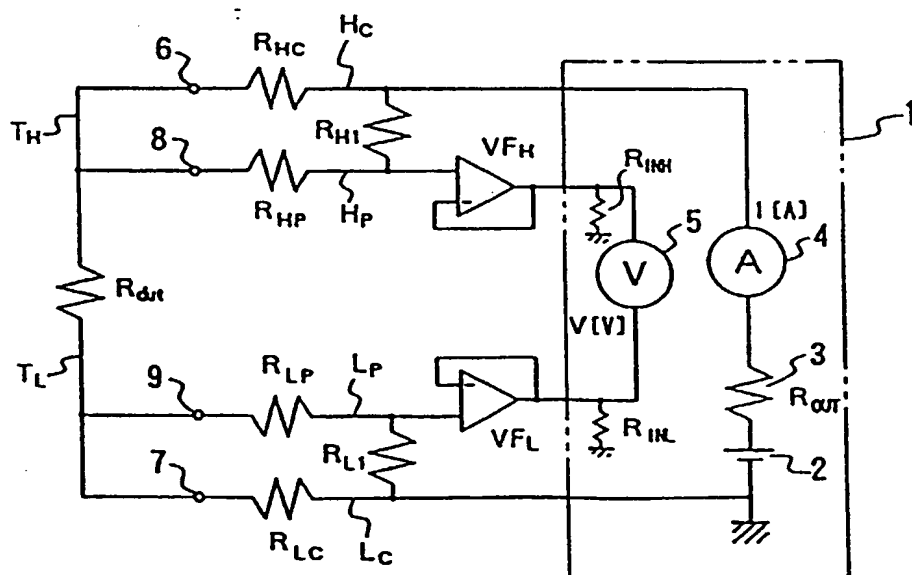 6
R_HC
H_C
1
T_H
8
R_H1
VF_H
R_INH
R_HP
H_P
I [A]
5
4
V
A
R_dut
V[V]
T_L
9
R_LP
L_P
3
R_OUT
VF_L
R_INL
7
R_L1
2
R_LC
L_C